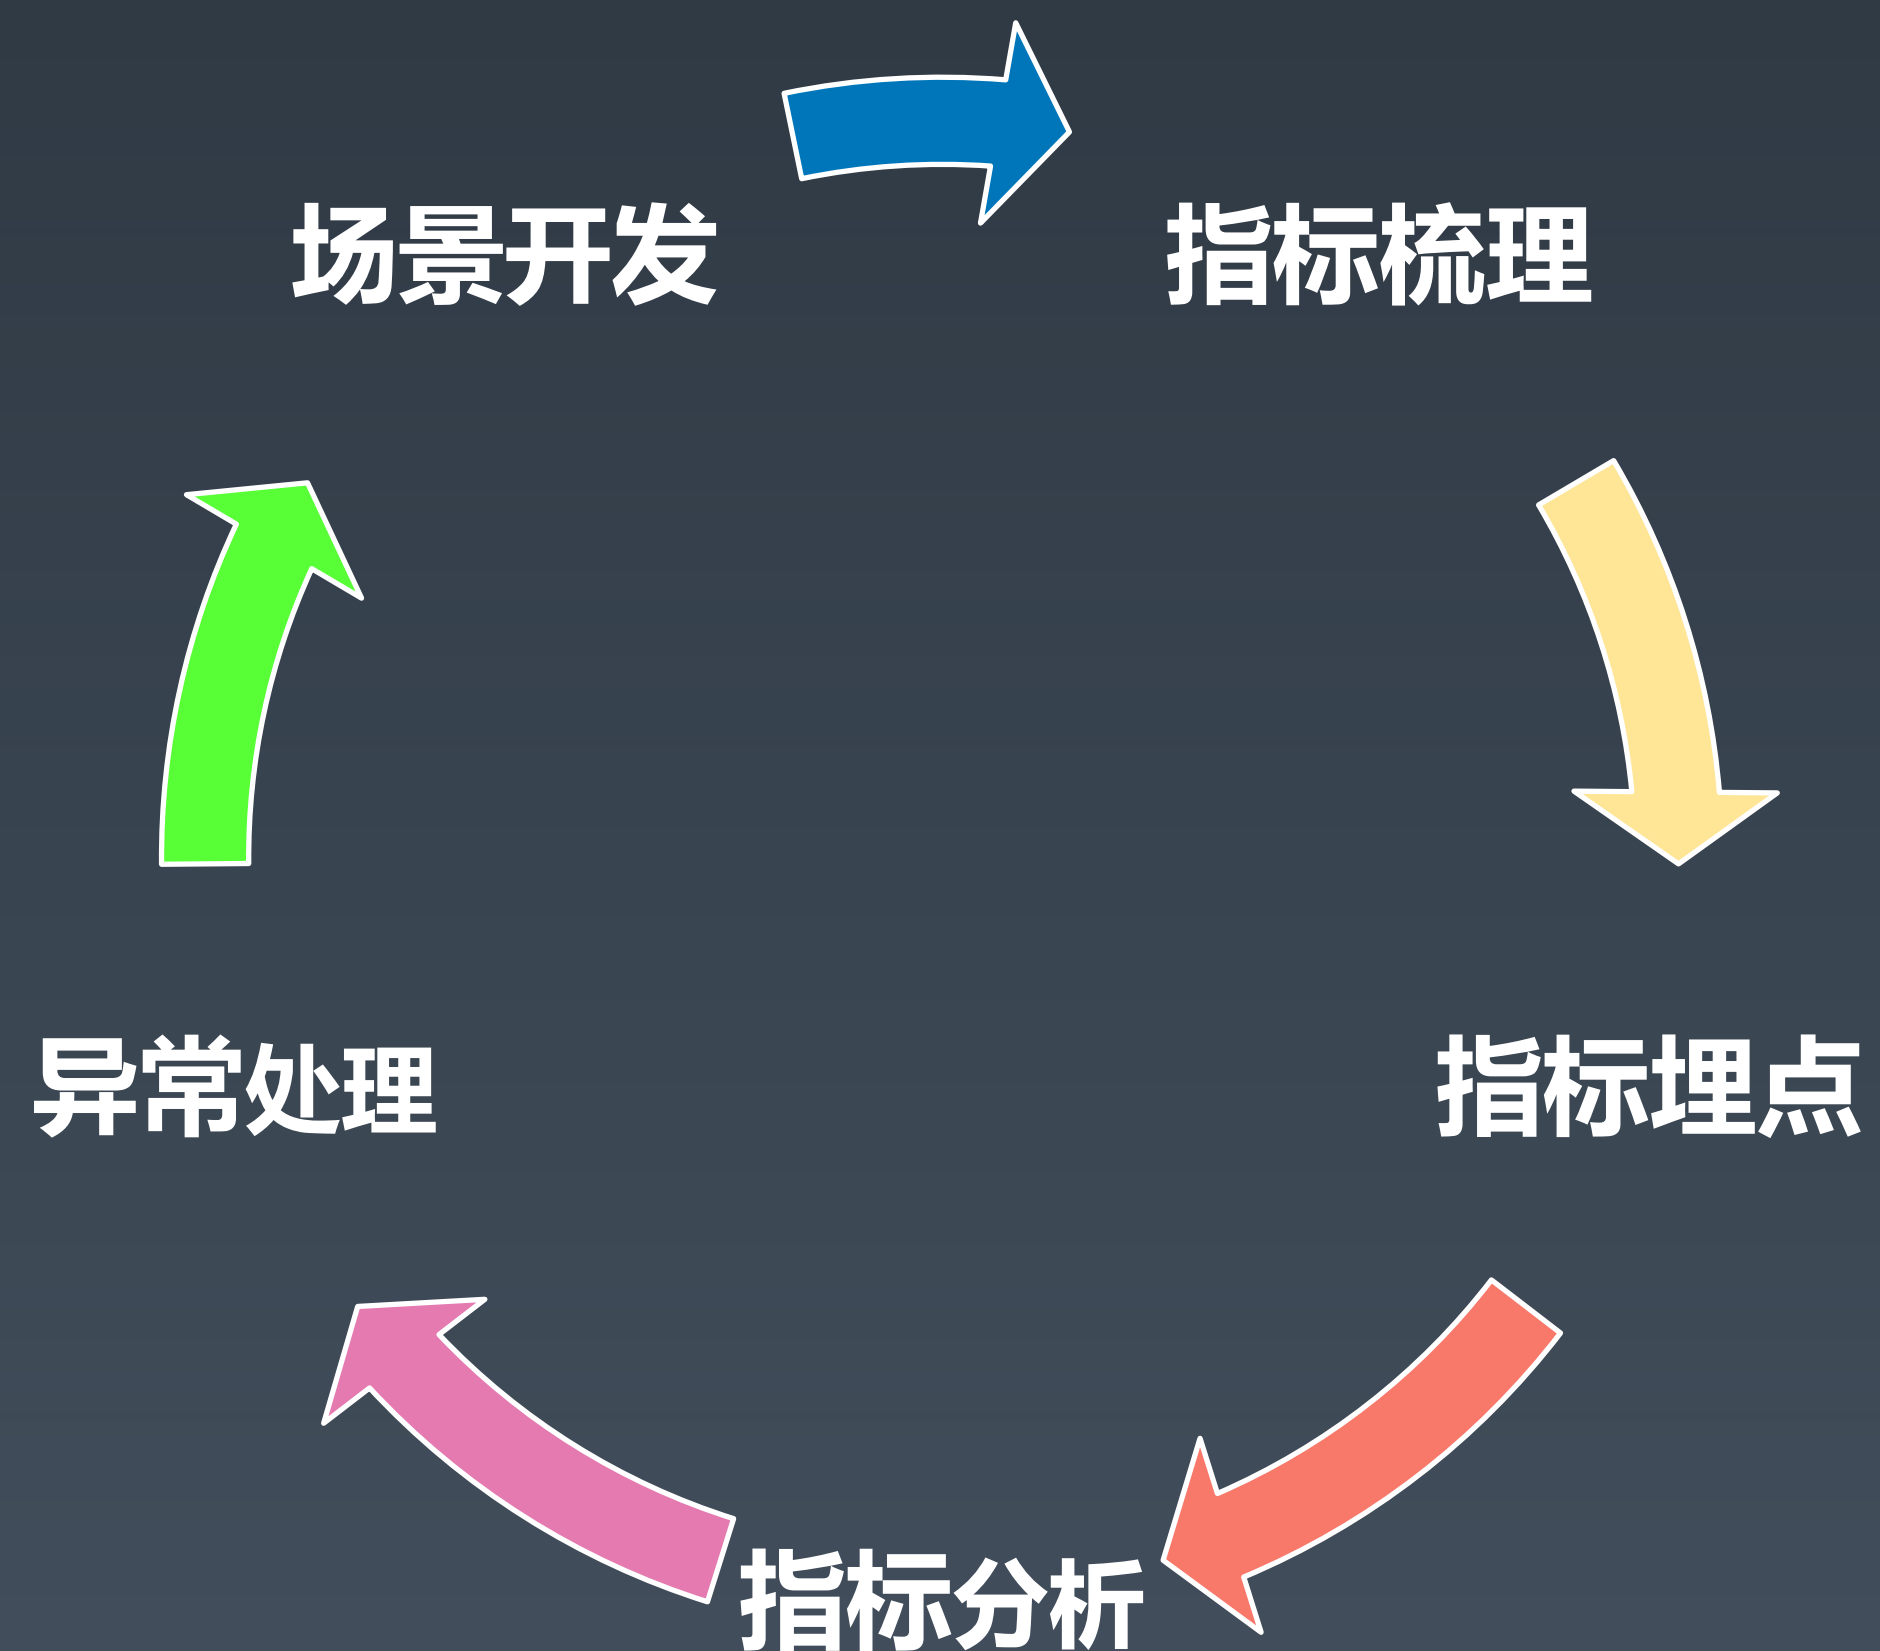 场景开发
指标梳理
指标埋点
指标分析
异常处理